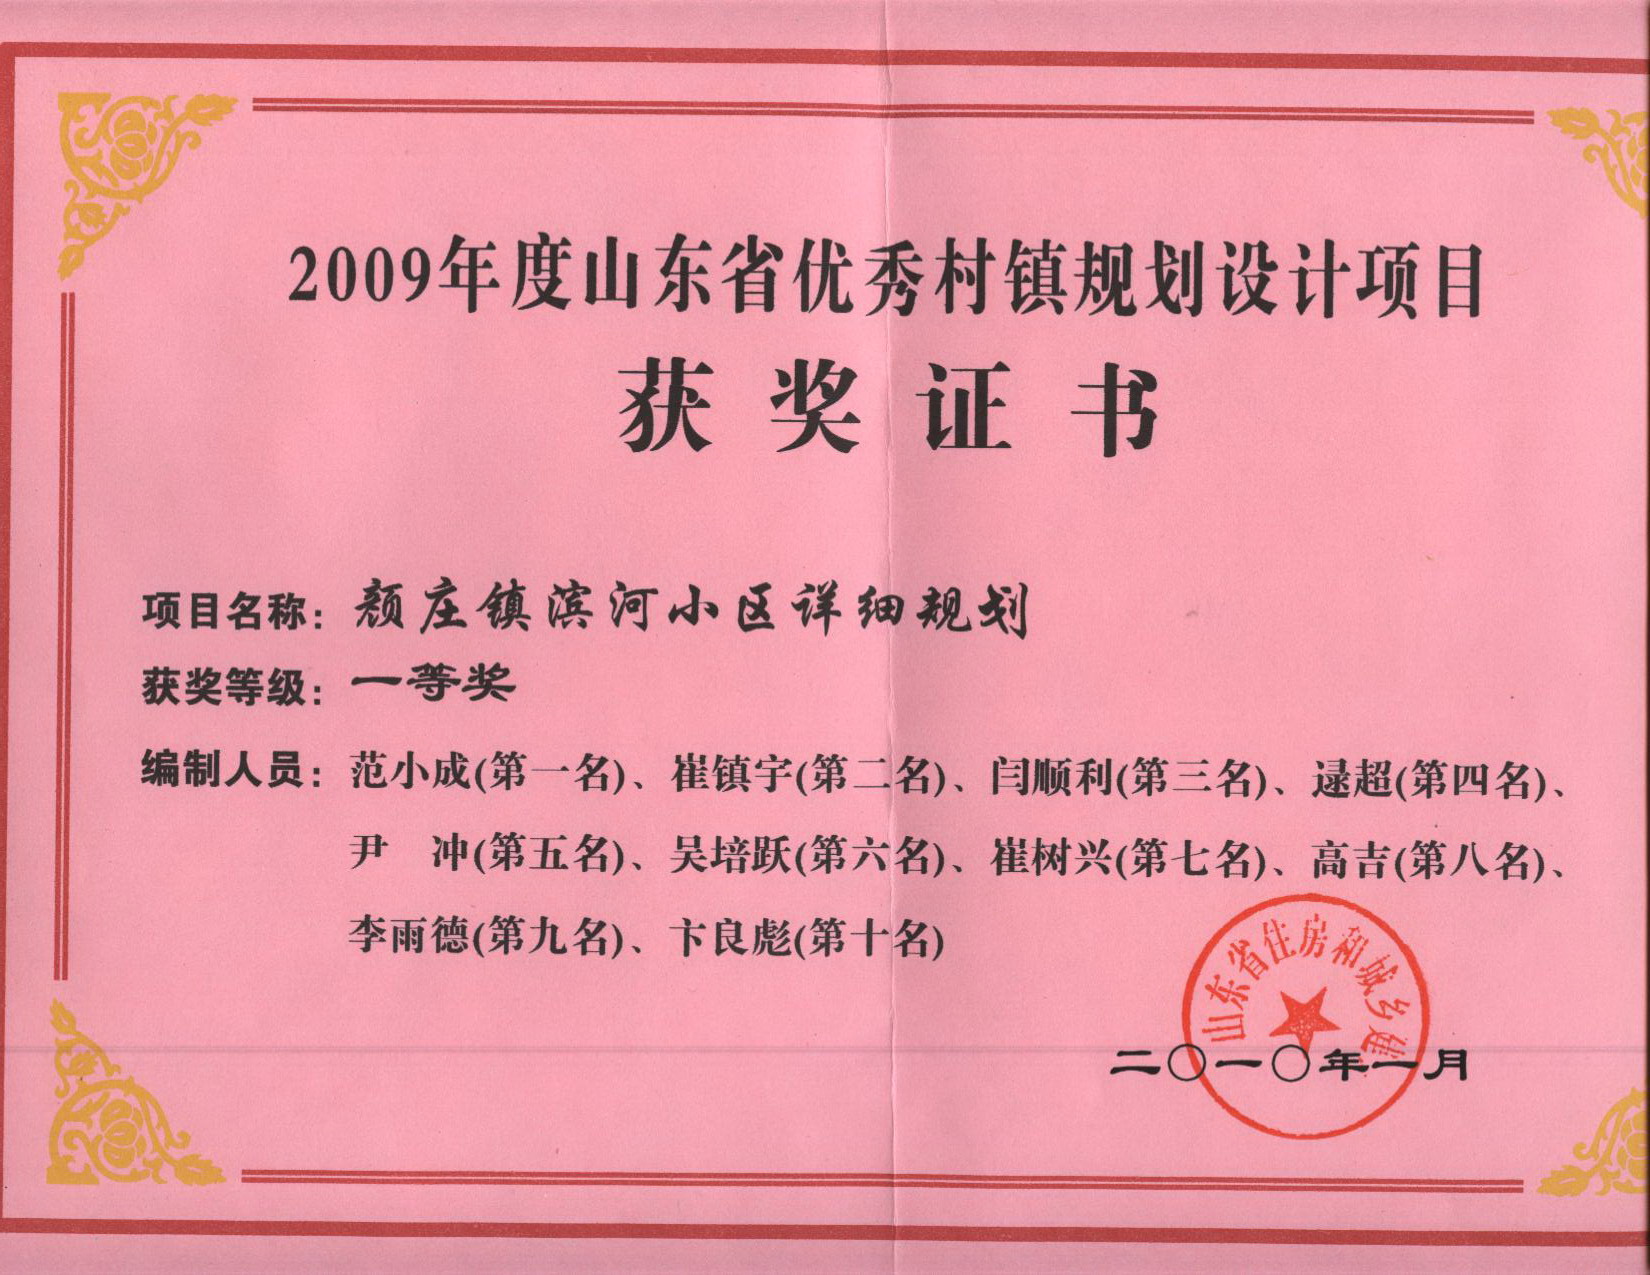 2009年度山东省优秀村镇规划设计项目
获奖证书
项目名称：颜庄镇滨河小区详细规划
获奖等级：一等奖
编制人员：范小成(第一名)、崔镇宇(第二名)、闫顺利(第三名)、逯超(第四名)、
尹　冲(第五名)、吴培跃(第六名)、崔树兴(第七名)、高吉(第八名)、
李雨德(第九名)、卞良彪(第十名)
山东省住房和城乡建
二〇一〇年一月